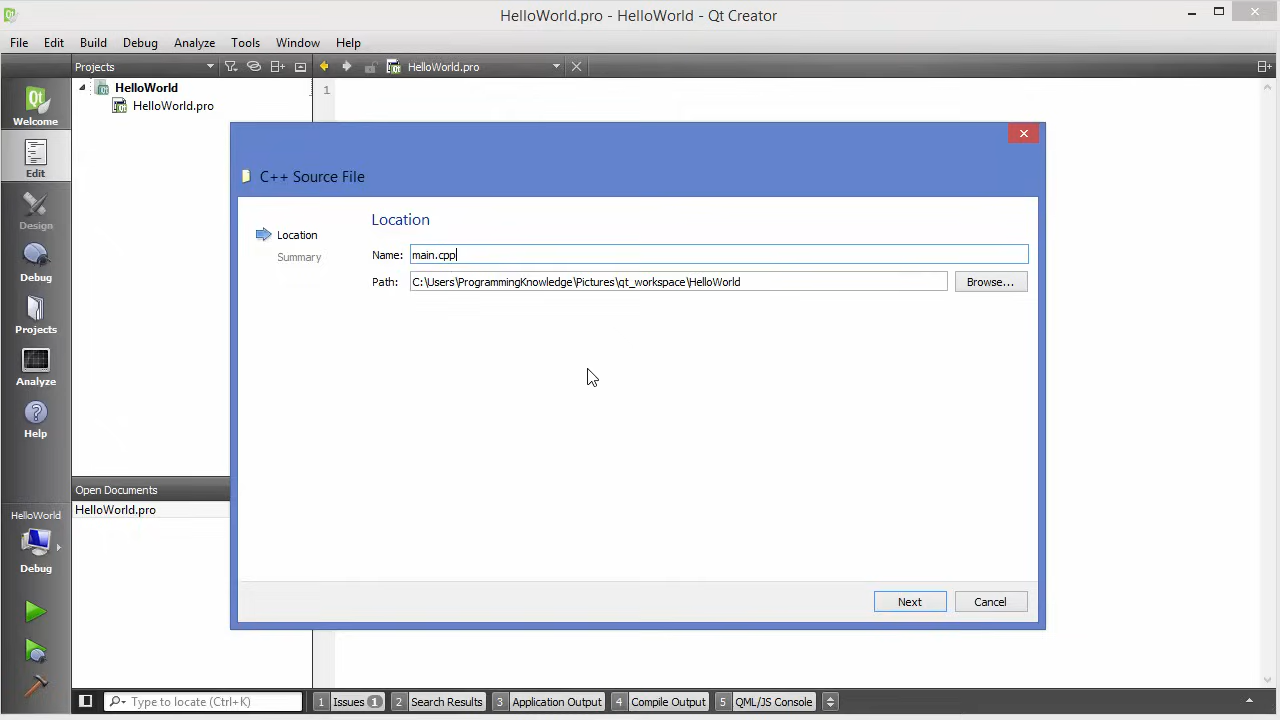 HelloWorld.pro - HelloWorld - Qt Creator
File Edit Build Debug Analyze Tools Window Help
Projects HelloWorld.pro
HelloWorld
HelloWorld.pro
1
Qt
Welcome
Edit
Design
Debug
Projects
Analyze
Help
C++ Source File
Location
Summary
Location
Name: main.cpp
Path: C:\Users\ProgrammingKnowledge\Pictures\qt_workspace\HelloWorld Browse...
Next Cancel
Open Documents
HelloWorld.pro
HelloWorld
Debug
Type to locate (Ctrl+K) 1 Issues 1 2 Search Results 3 Application Output 4 Compile Output 5 QML/JS Console